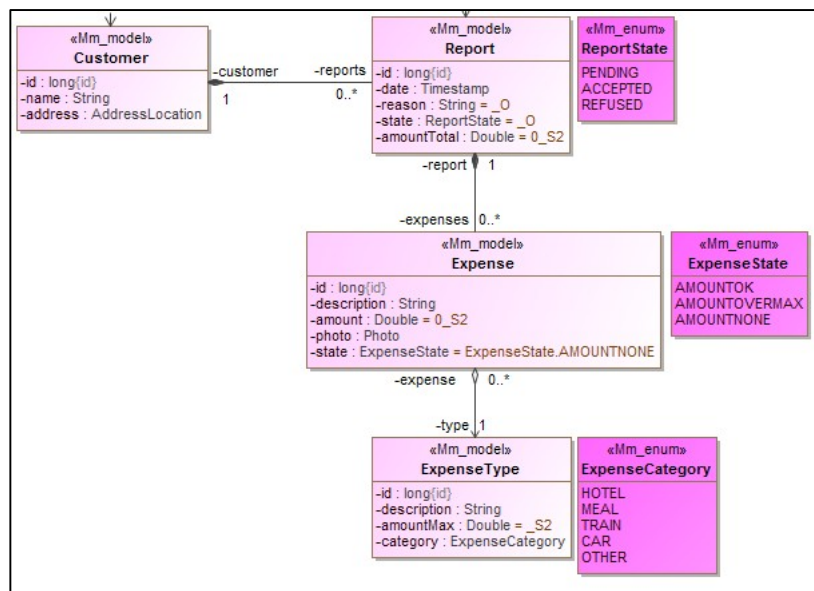 «Mm_model»
Customer
-id : long{id}
-name : String
-address : AddressLocation
-customer
1
-reports
0..*
«Mm_model»
Report
-id : long{id}
-date : Timestamp
-reason : String = _O
-state : ReportState = _O
-amountTotal : Double = 0_S2
«Mm_enum»
ReportState
PENDING
ACCEPTED
REFUSED
-report 1
-expenses 0..*
«Mm_model»
Expense
-id : long{id}
-description : String
-amount : Double = 0_S2
-photo : Photo
-state : ExpenseState = ExpenseState.AMOUNTNONE
«Mm_enum»
ExpenseState
AMOUNTOK
AMOUNTOVERMAX
AMOUNTNONE
-expense 0..*
-type 1
«Mm_model»
ExpenseType
-id : long{id}
-description : String
-amountMax : Double = _S2
-category : ExpenseCategory
«Mm_enum»
ExpenseCategory
HOTEL
MEAL
TRAIN
CAR
OTHER